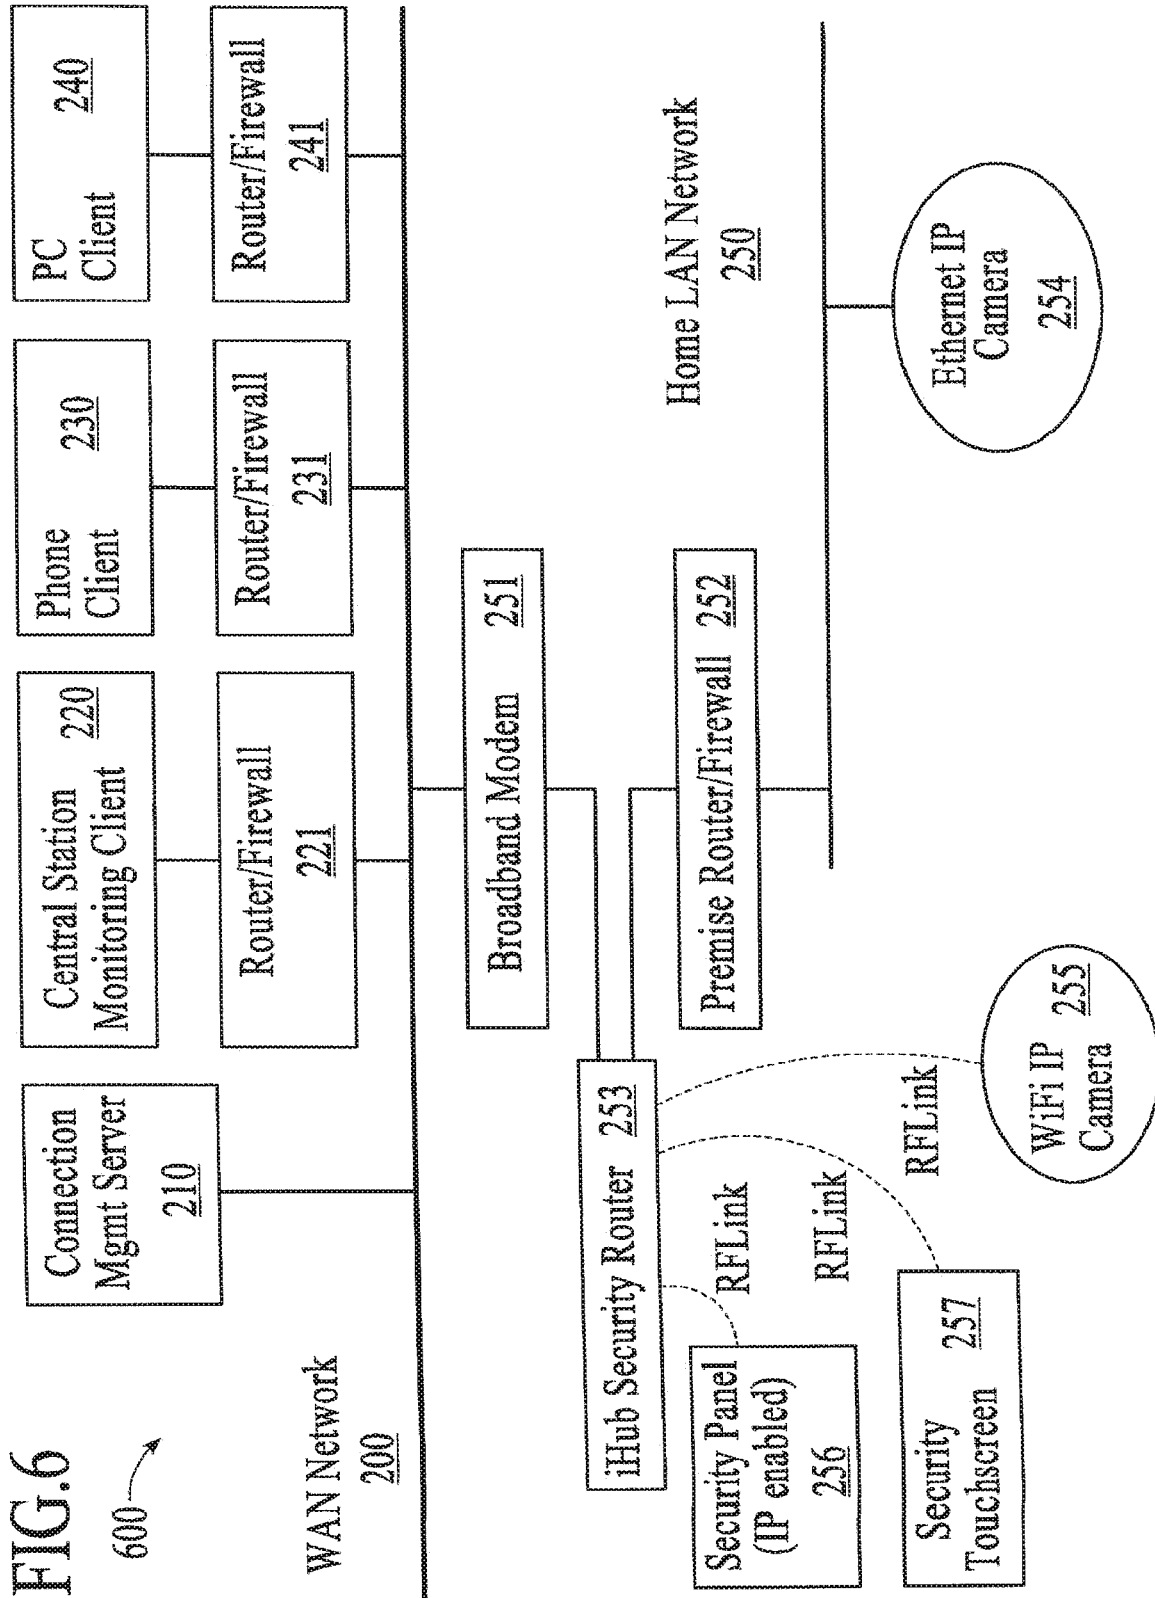 FIG.6
600
Connection
Mgmt Server
210
Central Station
Monitoring Client
220
Phone
Client
230
PC
Client
240
Router/Firewall
221
Router/Firewall
231
Router/Firewall
241
WAN Network
200
Broadband Modem 251
iHub Security Router 253
Premise Router/Firewall 252
Home LAN Network
250
RFLink
RFLink
RFLink
Security Panel
(IP enabled)
256
Security
Touchscreen
257
WiFi IP
Camera
255
Ethernet IP
Camera
254